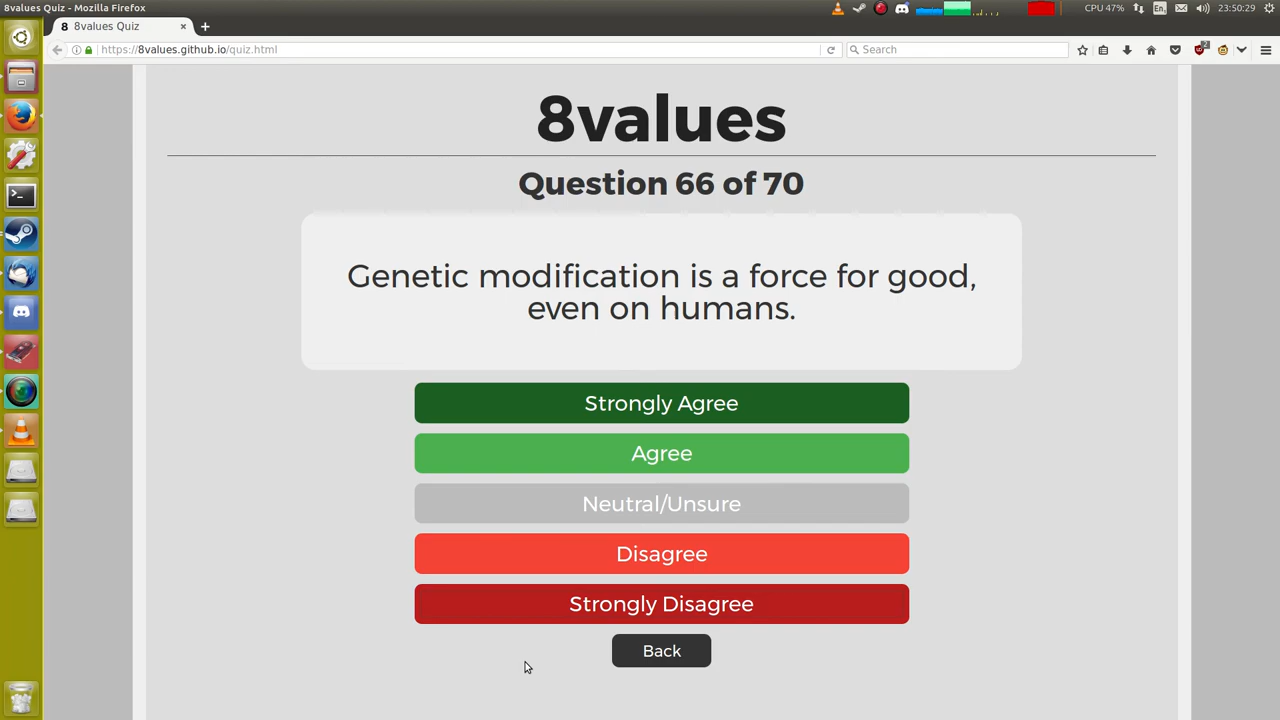 8values Quiz - Mozilla Firefox
CPU 47% En 23:50:29
8 8values Quiz × +
https://8values.github.io/quiz.html
Search
8values
Question 66 of 70
Genetic modification is a force for good,
even on humans.
Strongly Agree
Agree
Neutral/Unsure
Disagree
Strongly Disagree
Back